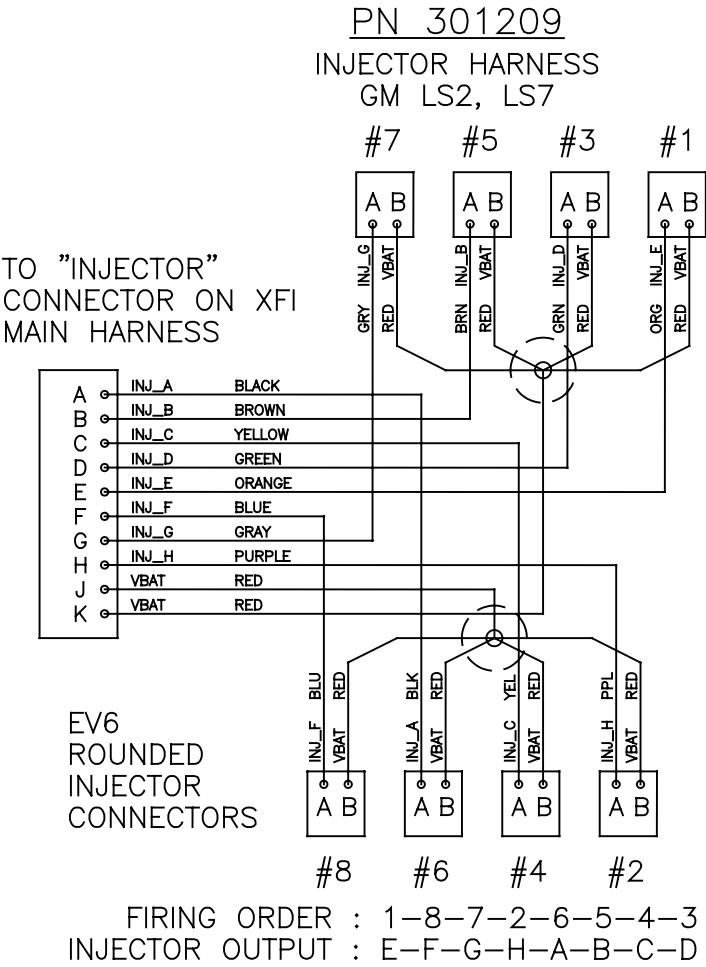 PN 301209
INJECTOR HARNESS
GM LS2, LS7
#7 #5 #3 #1
A B A B A B A B
GRY INJ_G
RED VBAT
BRN INJ_B
RED VBAT
GRN INJ_D
RED VBAT
ORG INJ_E
RED VBAT
TO "INJECTOR"
CONNECTOR ON XFI
MAIN HARNESS
A INJ_A BLACK
B INJ_B BROWN
C INJ_C YELLOW
D INJ_D GREEN
E INJ_E ORANGE
F INJ_F BLUE
G INJ_G GRAY
H INJ_H PURPLE
J VBAT RED
K VBAT RED
INJ_F BLU
VBAT RED
INJ_A BLK
VBAT RED
INJ_C YEL
VBAT RED
INJ_H PPL
VBAT RED
EV6
ROUNDED
INJECTOR
CONNECTORS
A B A B A B A B
#8 #6 #4 #2
FIRING ORDER : 1-8-7-2-6-5-4-3
INJECTOR OUTPUT : E-F-G-H-A-B-C-D